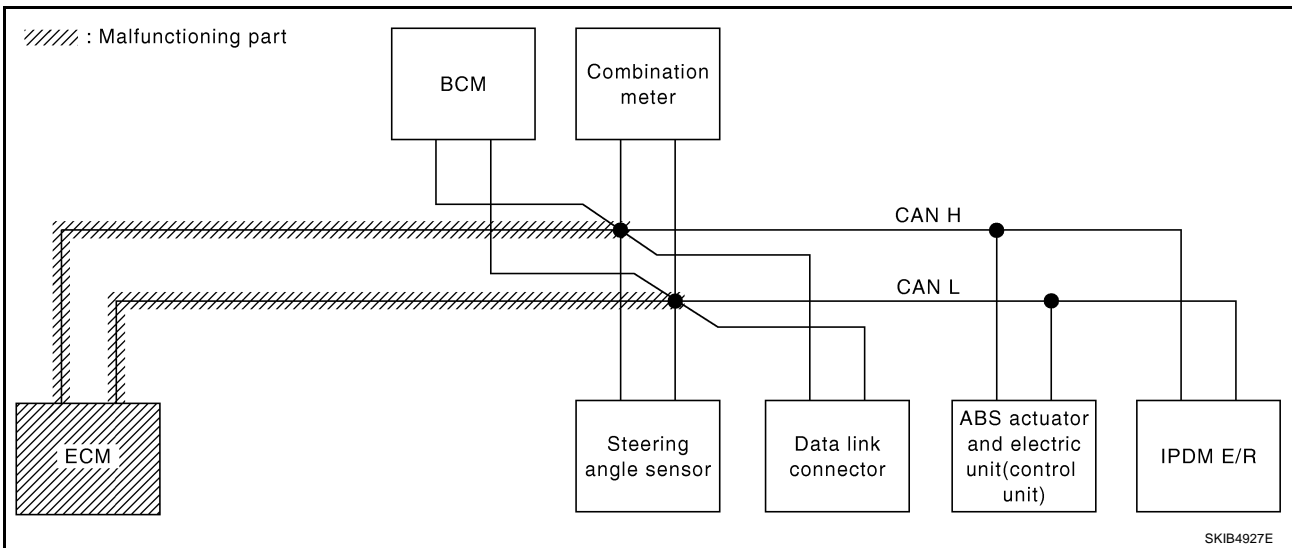 : Malfunctioning part
BCM
Combination
meter
CAN H
CAN L
ECM
Steering
angle sensor
Data link
connector
ABS actuator
and electric
unit(control
unit)
IPDM E/R
SKIB4927E